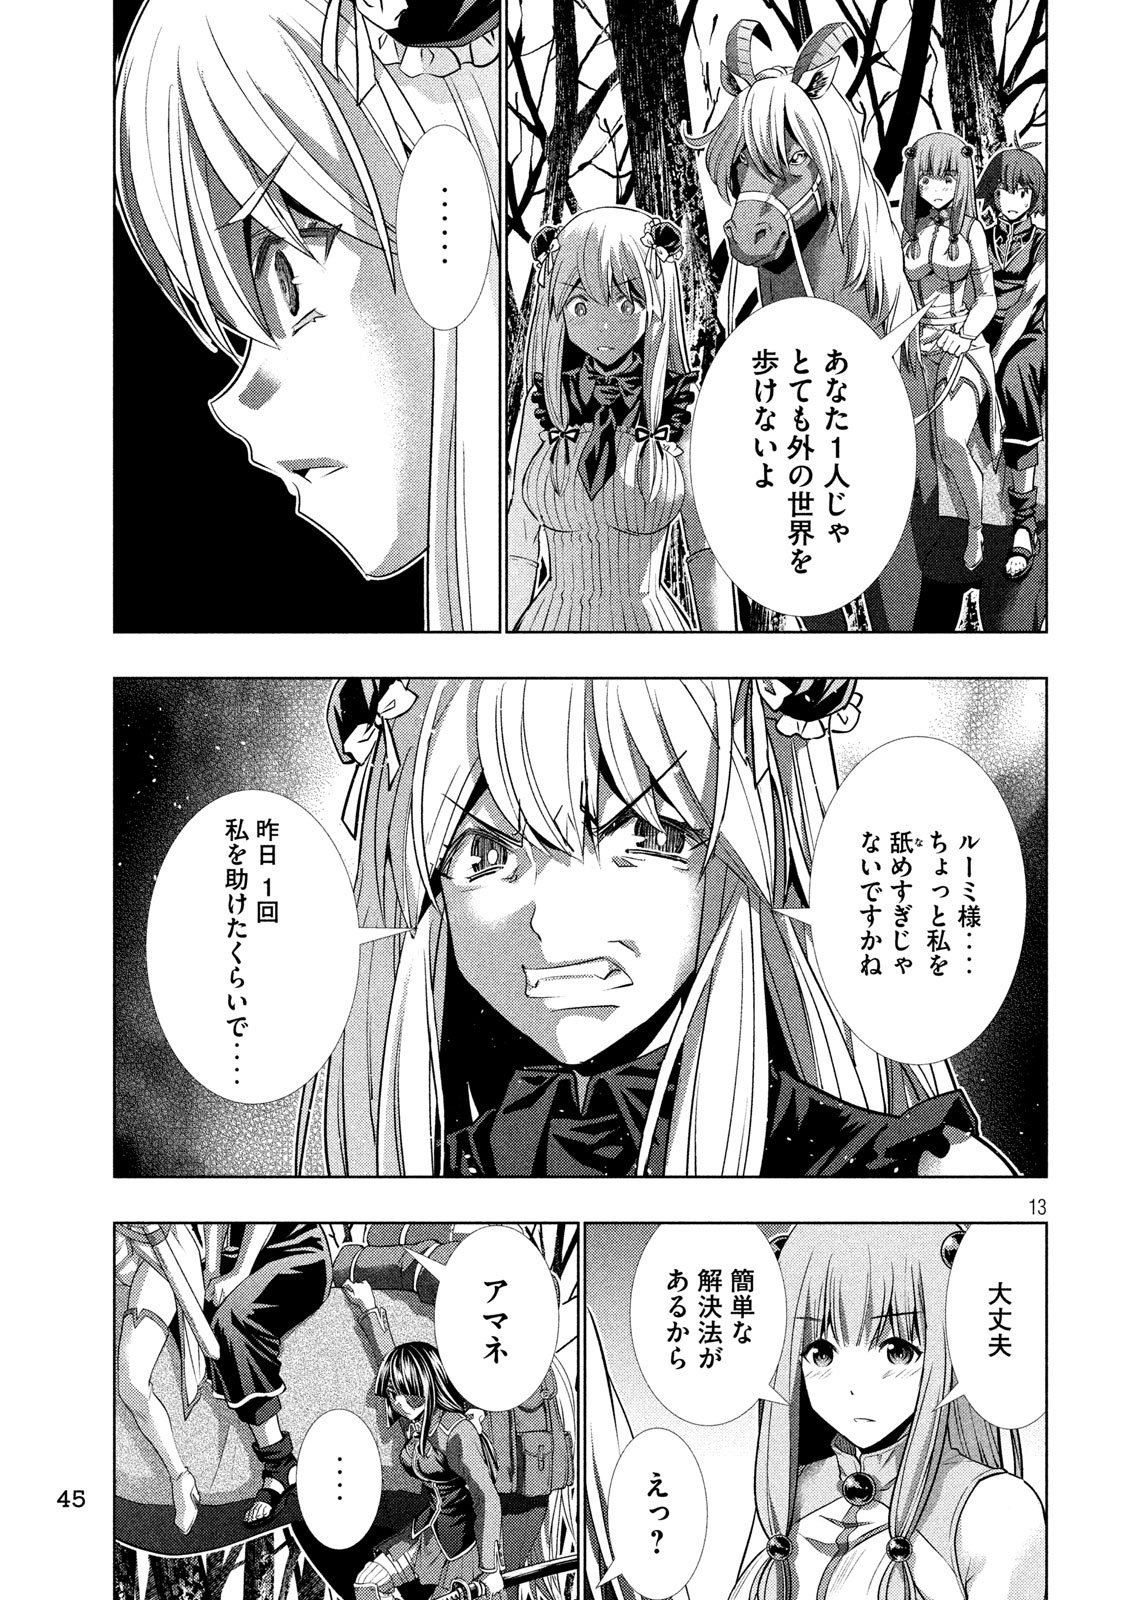 あなた１人じゃ
とても外の世界を
歩けないよ
‥‥‥
ルーミ様‥‥
ちょっと私を
舐めすぎじゃ
な
ないですかね
昨日１回
私を助けたくらいで‥‥
13
大丈夫
簡単な
解決法が
あるから
えっ？
アマネ
‥‥
45